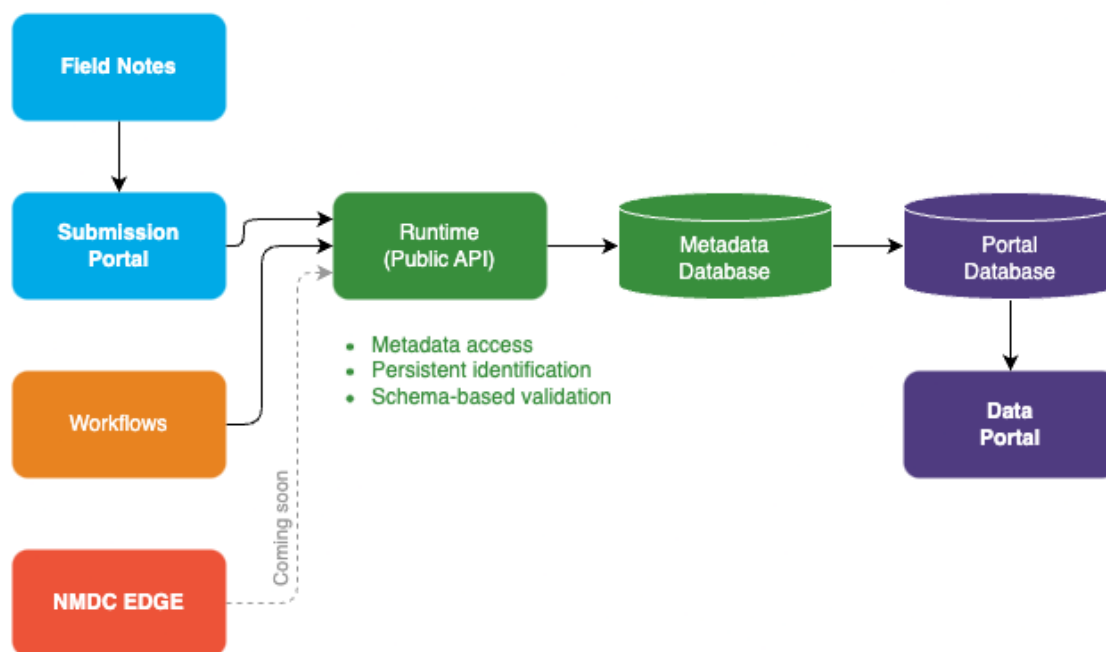 Field Notes
Submission
Portal
Runtime
(Public API)
Metadata
Database
Portal
Database
• Metadata access
• Persistent identification
• Schema-based validation
Workflows
Data
Portal
Coming soon
NMDC EDGE